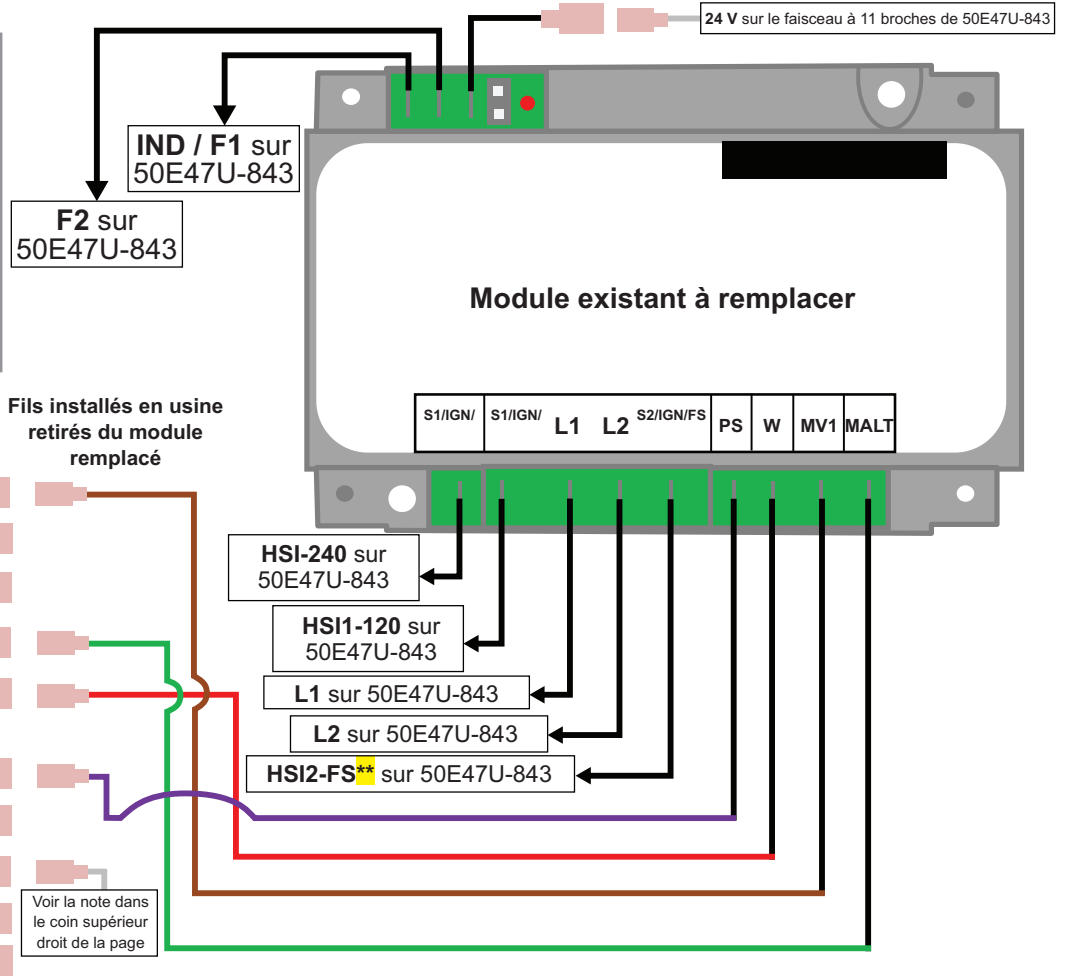 24 V sur le faisceau à 11 broches de 50E47U-843
IND / F1 sur
50E47U-843
F2 sur
50E47U-843
Module existant à remplacer
S1/IGN/ S1/IGN/ L1 L2 S2/IGN/FS PS W MV1 MALT
Fils installés en usine
retirés du module
remplacé
HSI-240 sur
50E47U-843
HSI1-120 sur
50E47U-843
L1 sur 50E47U-843
L2 sur 50E47U-843
HSI2-FS** sur 50E47U-843
Voir la note dans
le coin supérieur
droit de la page